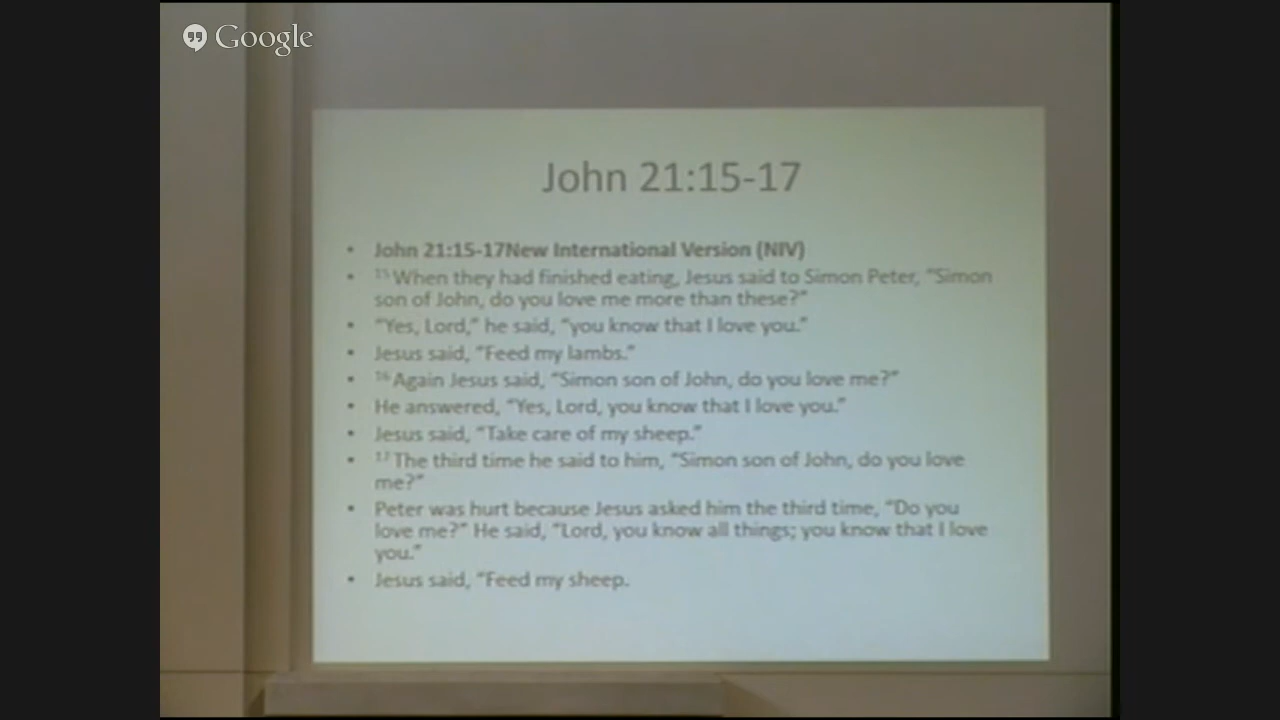 Google
John 21:15-17
• John 21:15-17New International Version (NIV)
• 15 When they had finished eating, Jesus said to Simon Peter, “Simon
son of John, do you love me more than these?”
• “Yes, Lord,” he said, “you know that I love you.”
• Jesus said, “Feed my lambs.”
• 16 Again Jesus said, “Simon son of John, do you love me?”
• He answered, “Yes, Lord, you know that I love you.”
• Jesus said, “Take care of my sheep.”
• 17 The third time he said to him, “Simon son of John, do you love
me?”
• Peter was hurt because Jesus asked him the third time, “Do you
love me?” He said, “Lord, you know all things; you know that I love
you.”
• Jesus said, “Feed my sheep.